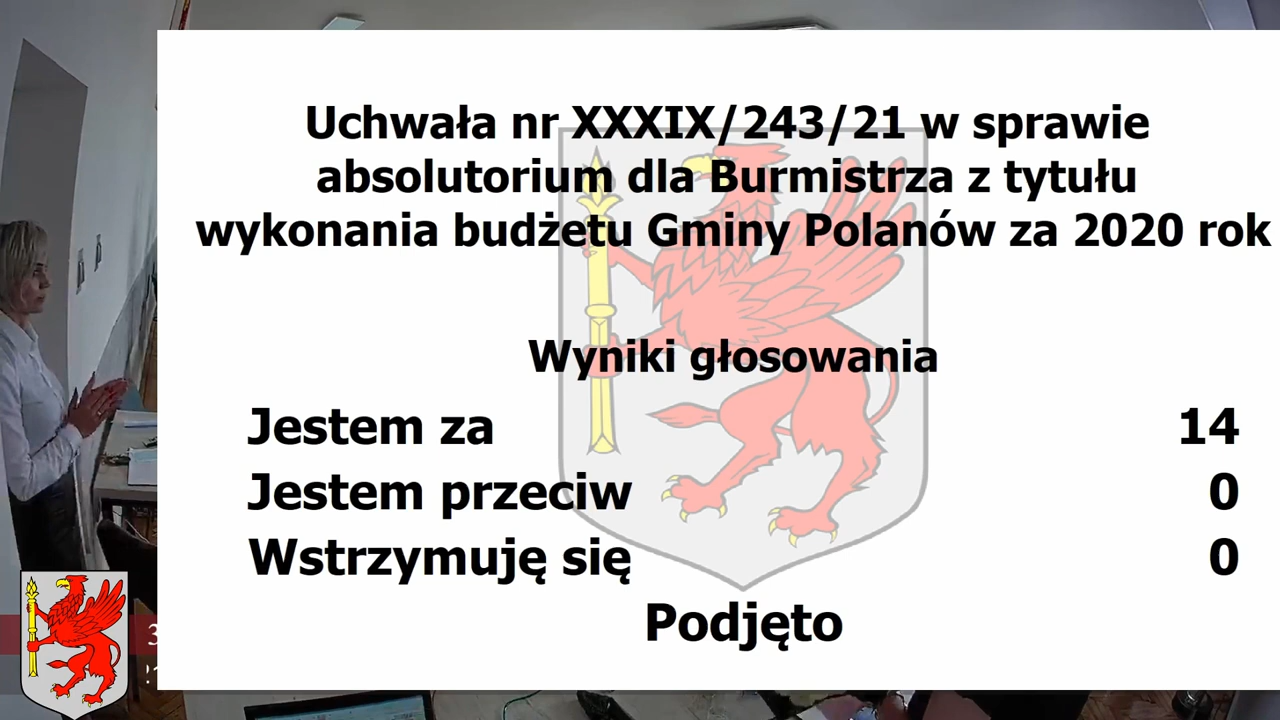 Uchwała nr XXXIX/243/21 w sprawie
absolutorium dla Burmistrza z tytułu
wykonania budżetu Gminy Polanów za 2020 rok
Wyniki głosowania
Jestem za 14
Jestem przeciw 0
Wstrzymuję się 0
Podjęto